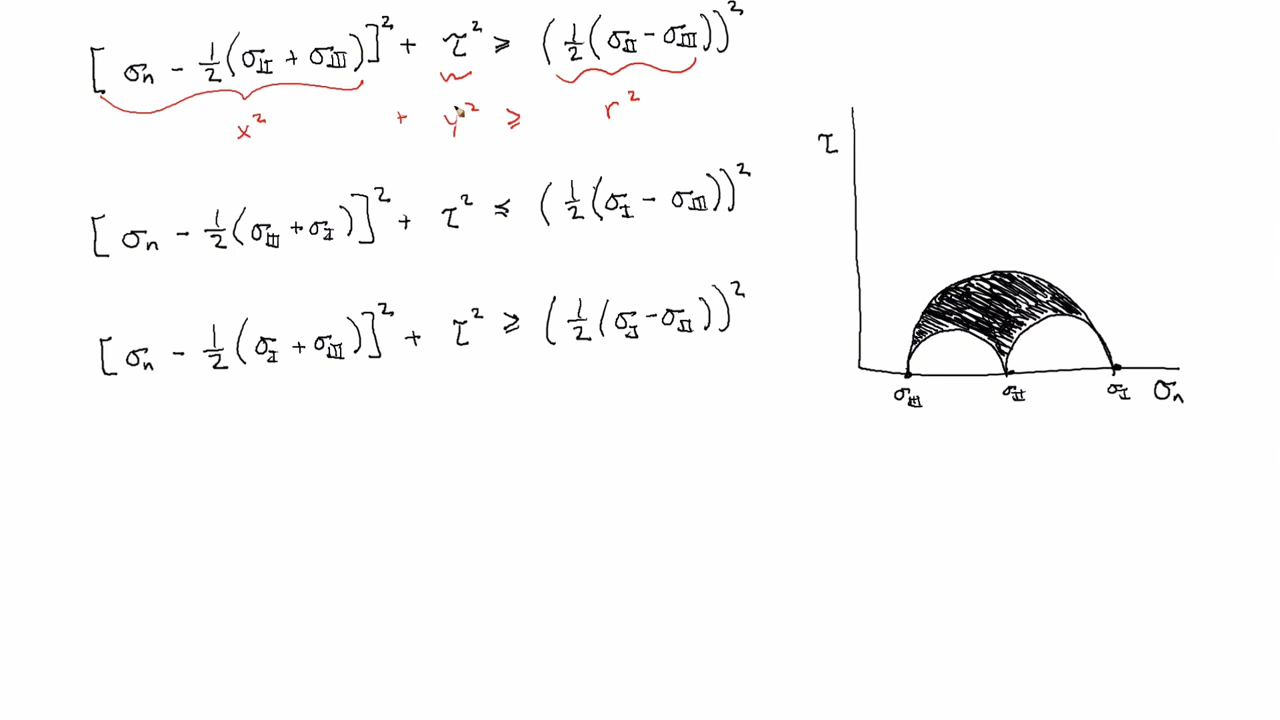 [σn - 1/2(σII + σIII)]² + τ² ≥ (1/2(σII - σIII))²
x² + y² ≥ r²
[σn - 1/2(σIII + σI)]² + τ² ≤ (1/2(σI - σIII))²
[σn - 1/2(σI + σIII)]² + τ² ≥ (1/2(σI - σII))²
τ
σIII σII σI σn